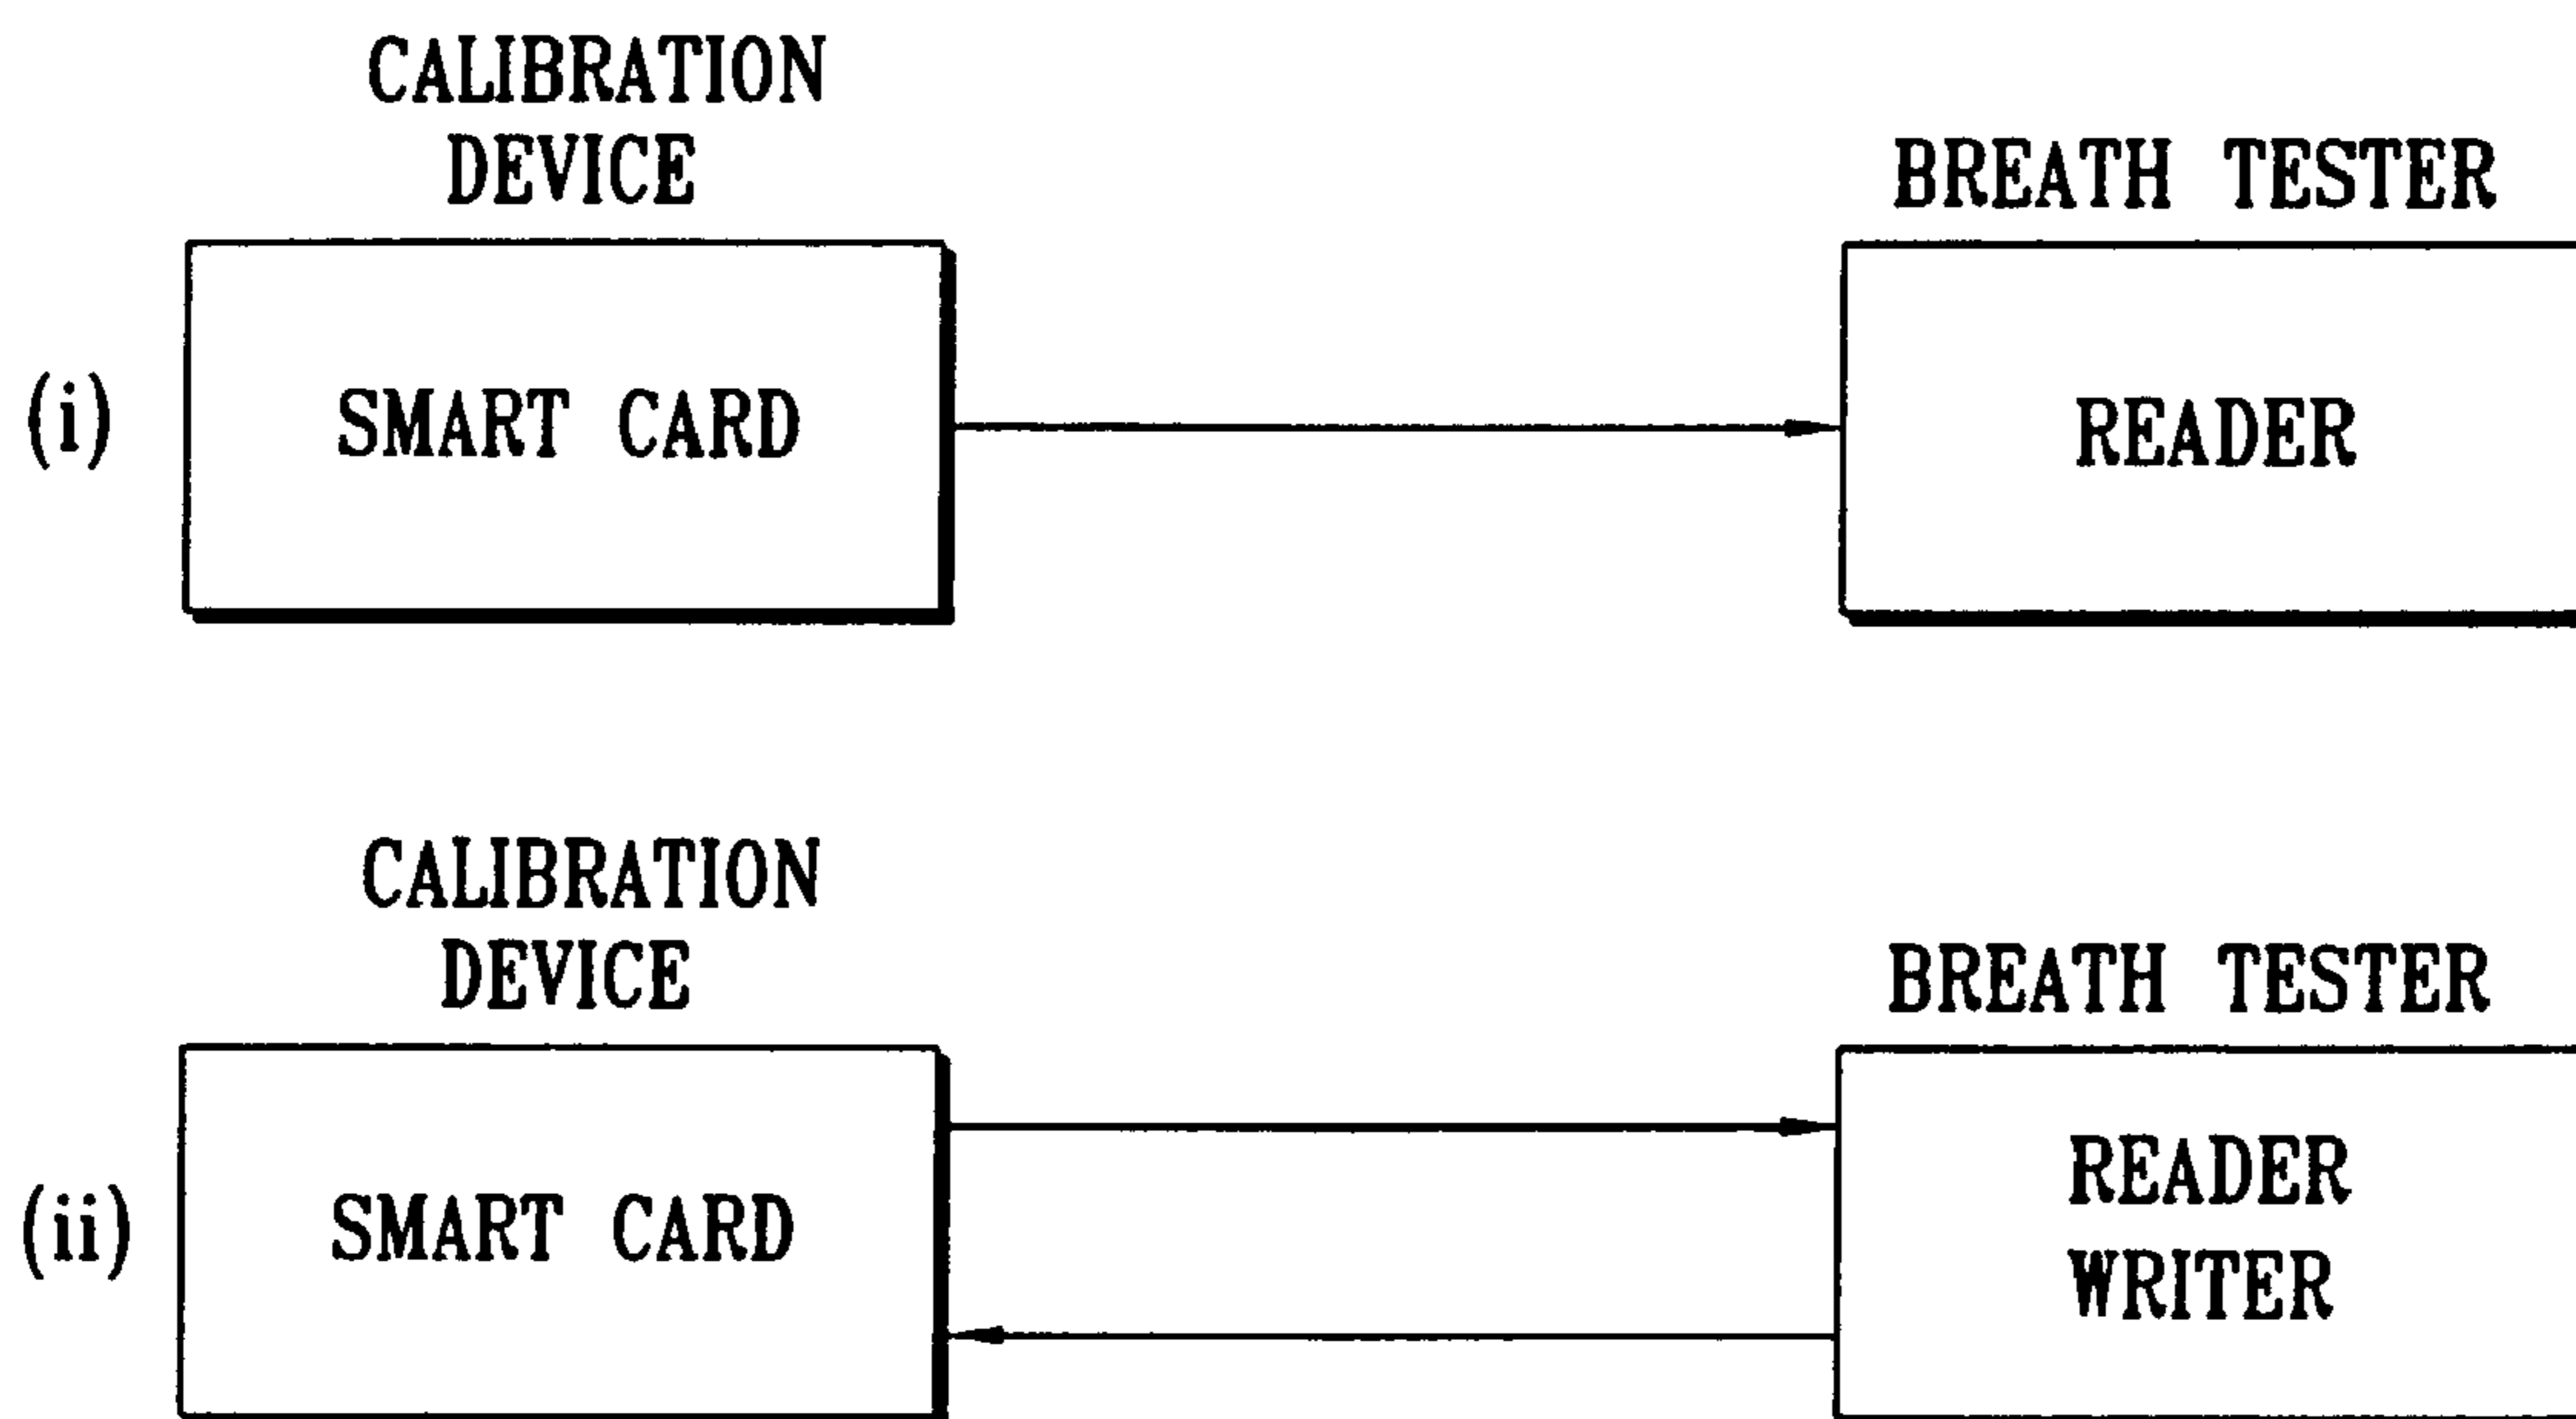 CALIBRATION
DEVICE
BREATH TESTER
(i)
SMART CARD
READER
CALIBRATION
DEVICE
BREATH TESTER
(ii)
SMART CARD
READER
WRITER